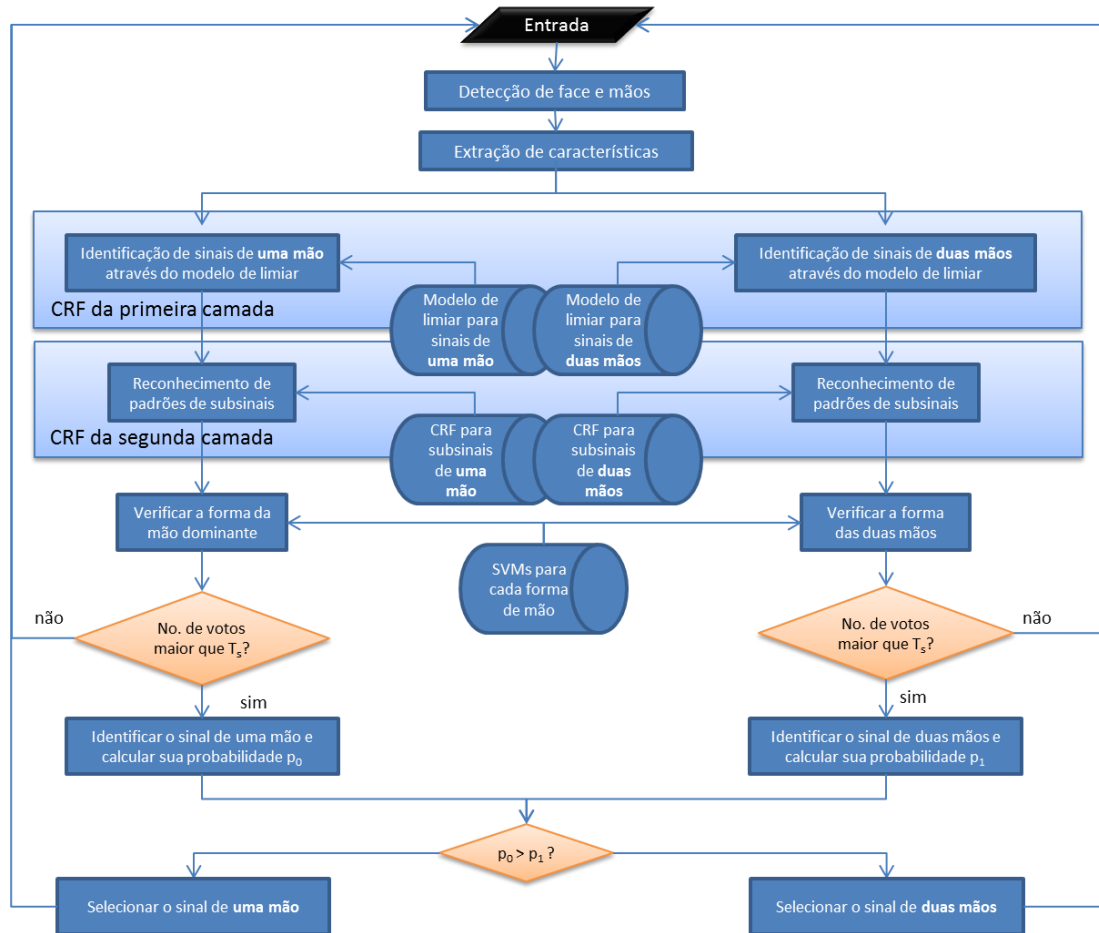 Entrada
Detecção de face e mãos
Extração de características
Identificação de sinais de uma mão
através do modelo de limiar
Identificação de sinais de duas mãos
através do modelo de limiar
CRF da primeira camada
Modelo de
limiar para
sinais de
uma mão
Modelo de
limiar para
sinais de
duas mãos
Reconhecimento de
padrões de subsinais
Reconhecimento de
padrões de subsinais
CRF da segunda camada
CRF para
subsinais
de uma
mão
CRF para
subsinais
de duas
mãos
Verificar a forma da
mão dominante
Verificar a forma
das duas mãos
SVMs para
cada forma
de mão
não
No. de votos
maior que Ts?
sim
No. de votos
maior que Ts?
não
sim
Identificar o sinal de uma mão e
calcular sua probabilidade p0
Identificar o sinal de duas mãos e
calcular sua probabilidade p1
p0 > p1 ?
Selecionar o sinal de uma mão
Selecionar o sinal de duas mãos